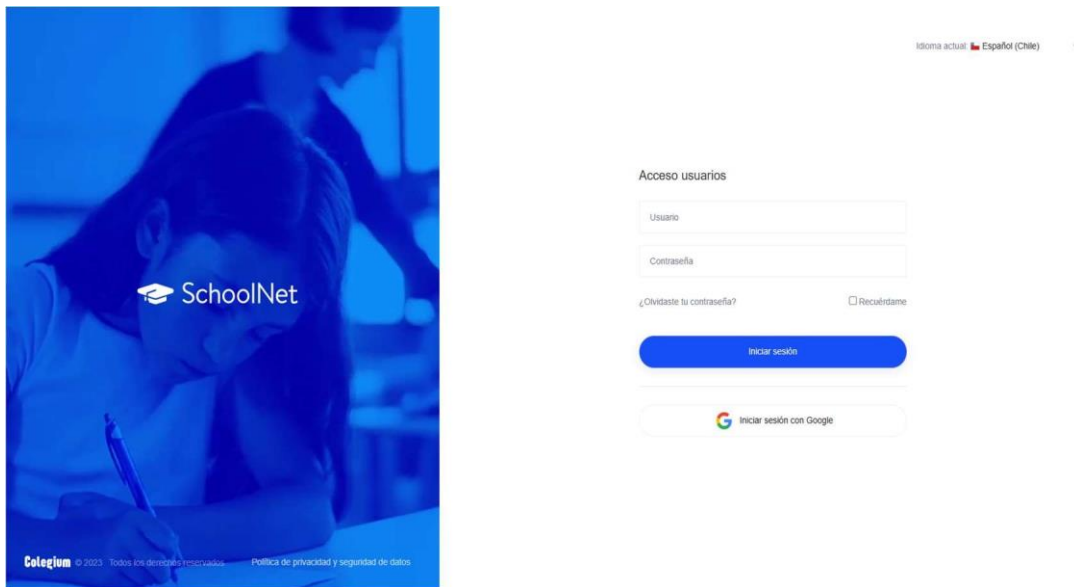 Idioma actual: Español (Chile)
SchoolNet
Acceso usuarios
Usuario
Contraseña
¿Olvidaste tu contraseña? Recuérdame
Iniciar sesión
Iniciar sesión con Google
Colegium © 2023 Todos los derechos reservados Política de privacidad y seguridad de datos